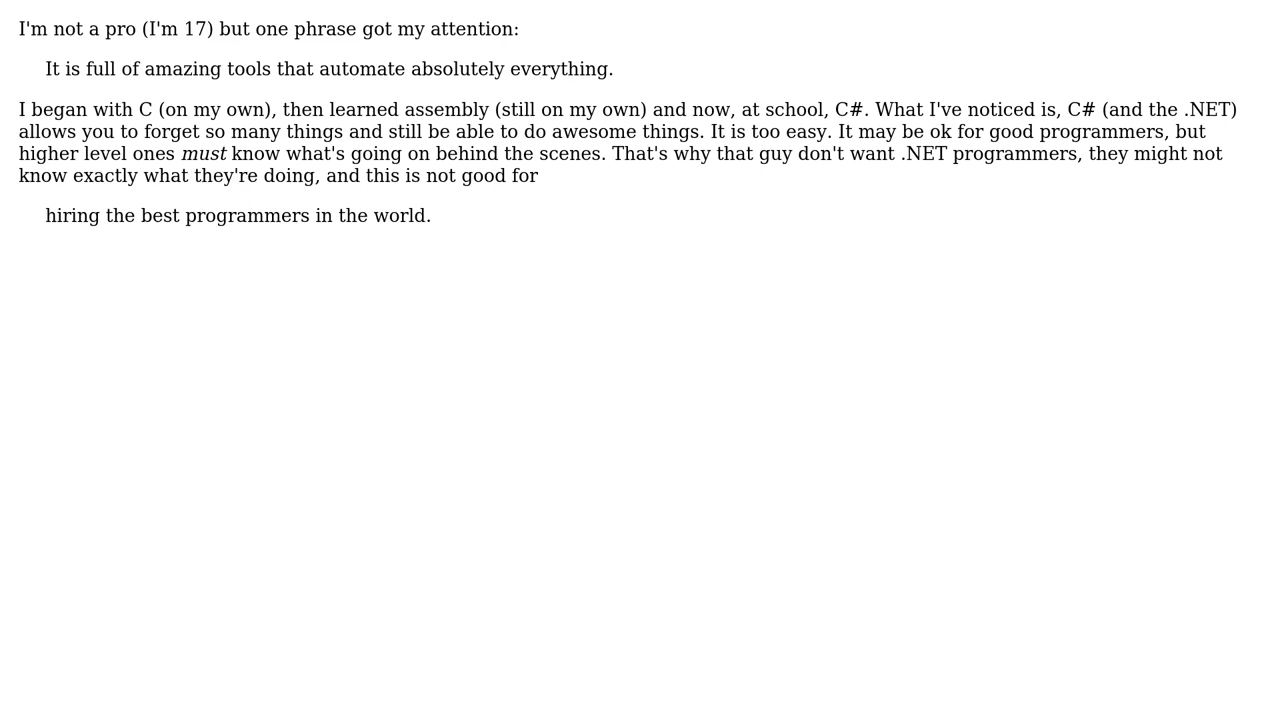 I'm not a pro (I'm 17) but one phrase got my attention:
It is full of amazing tools that automate absolutely everything.
I began with C (on my own), then learned assembly (still on my own) and now, at school, C#. What I've noticed is, C# (and the .NET)
allows you to forget so many things and still be able to do awesome things. It is too easy. It may be ok for good programmers, but
higher level ones must know what's going on behind the scenes. That's why that guy don't want .NET programmers, they might not
know exactly what they're doing, and this is not good for
hiring the best programmers in the world.